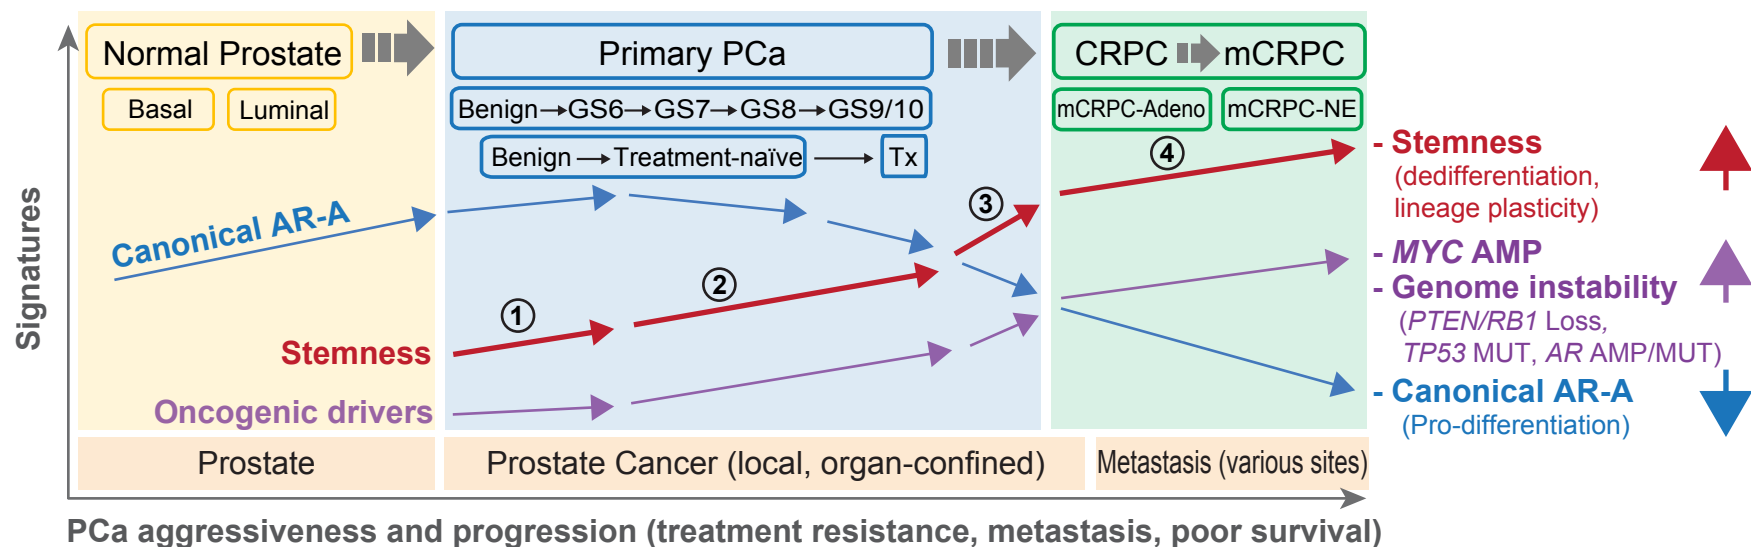 Normal Prostate
Basal
Luminal
Primary PCa
Benign→GS6→GS7→GS8→GS9/10
Benign→Treatment-naïve→Tx
CRPC mCRPC
mCRPC-Adeno
mCRPC-NE
Signatures
Canonical AR-A
Stemness
Oncogenic drivers
1
2
3
4
- Stemness
(dedifferentiation,
lineage plasticity)
- MYC AMP
- Genome instability
(PTEN/RB1 Loss,
TP53 MUT, AR AMP/MUT)
- Canonical AR-A
(Pro-differentiation)
Prostate
Prostate Cancer (local, organ-confined)
Metastasis (various sites)
PCa aggressiveness and progression (treatment resistance, metastasis, poor survival)